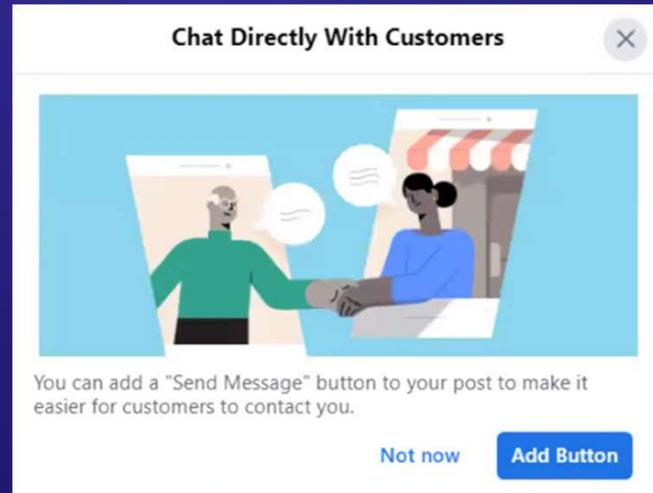 Chat Directly With Customers
You can add a "Send Message" button to your post to make it
easier for customers to contact you.
Not now
Add Button